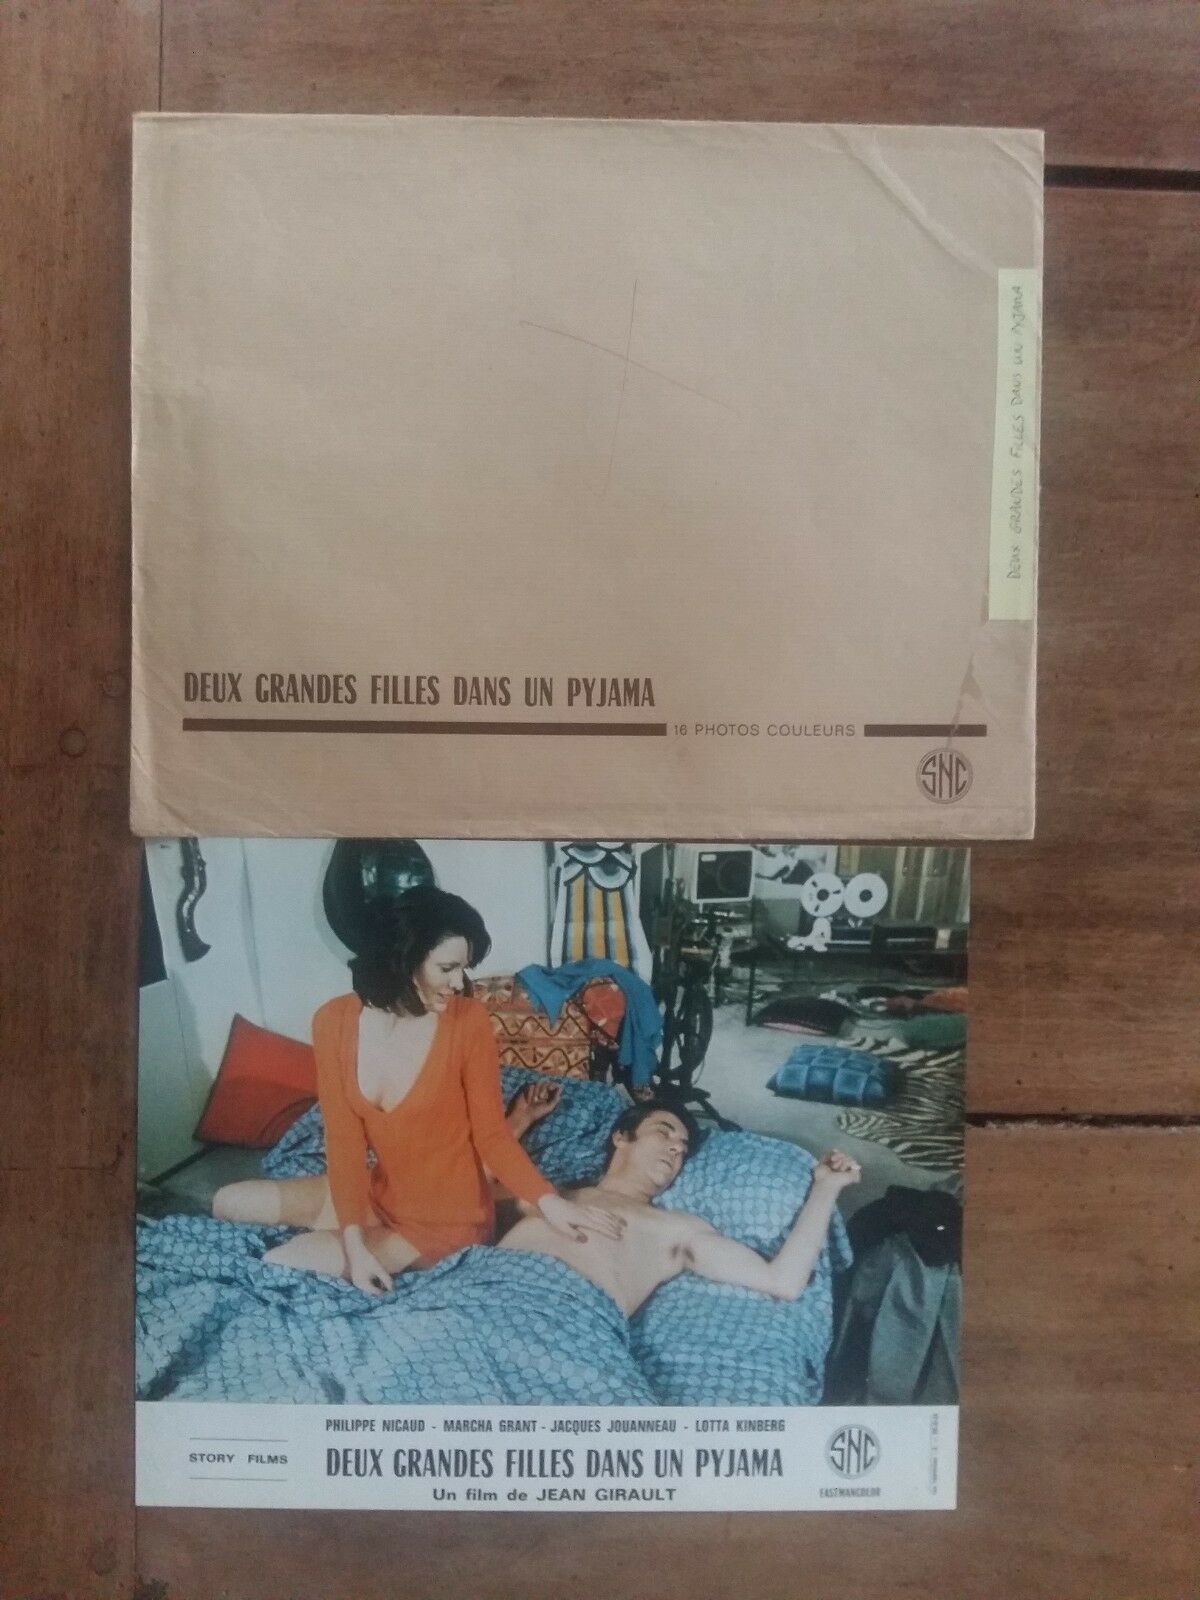 DEUX GRANDES FILLES DANS UN PYJAMA
DEUX GRANDES FILLES DANS UN PYJAMA
16 PHOTOS COULEURS
SNC
PHILIPPE NICAUD - MARCHA GRANT - JACQUES JOUANNEAU - LOTTA KINBERG
STORY FILMS
DEUX GRANDES FILLES DANS UN PYJAMA
Un film de JEAN GIRAULT
SNC
EASTMANCOLOR